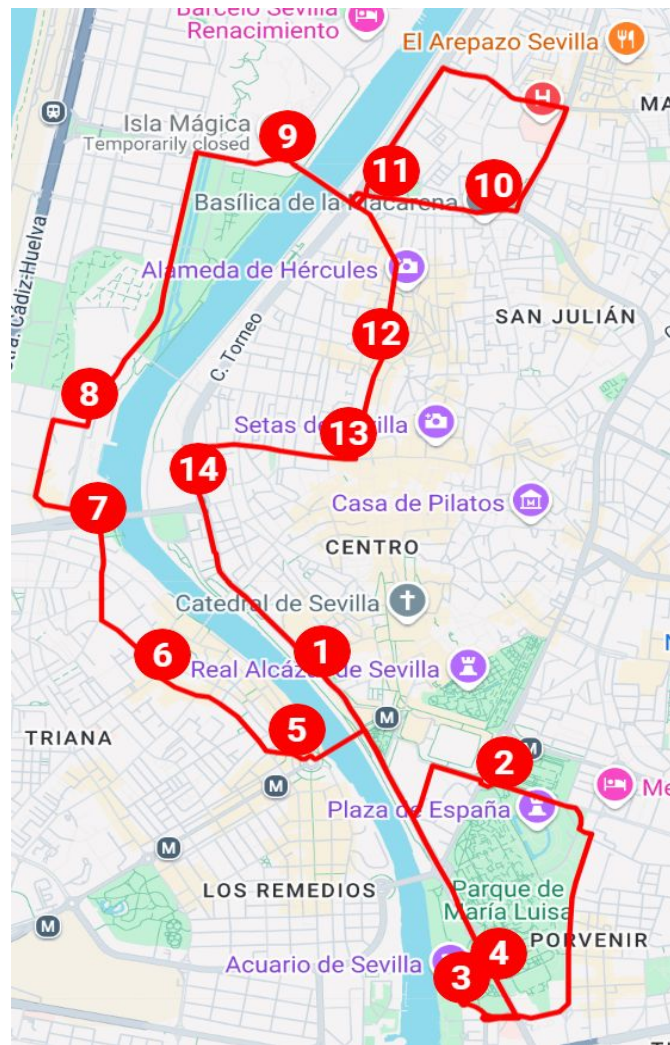 Barceló Sevilla
Renacimiento
El Arepazo Sevilla
H
Isla Mágica
Temporarily closed
9
11
10
Basílica de la Macarena
Alameda de Hércules
SAN JULIÁN
C. Torneo
12
8
Setas de Sevilla
13
14
7
Casa de Pilatos
CENTRO
Catedral de Sevilla
1
6
Real Alcázar de Sevilla
5
M
TRIANA
2
M
M
Plaza de España
M
LOS REMEDIOS
Parque de
María Luisa
M
4
PORVENIR
Acuario de Sevilla
3